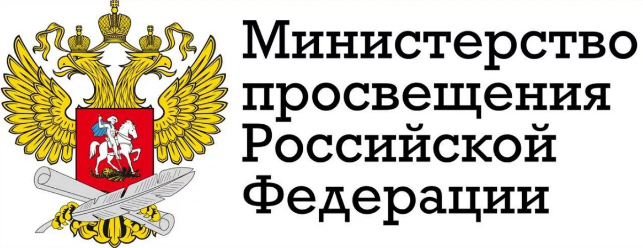 Министерство
просвещения
Российской
Федерации